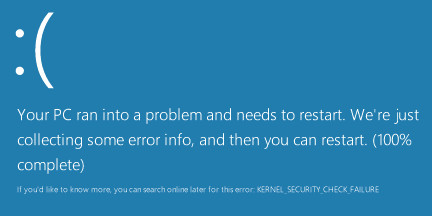 :(
Your PC ran into a problem and needs to restart. We're just
collecting some error info, and then you can restart. (100%
complete)
If you'd like to know more, you can search online later for this error: KERNEL_SECURITY_CHECK_FAILURE